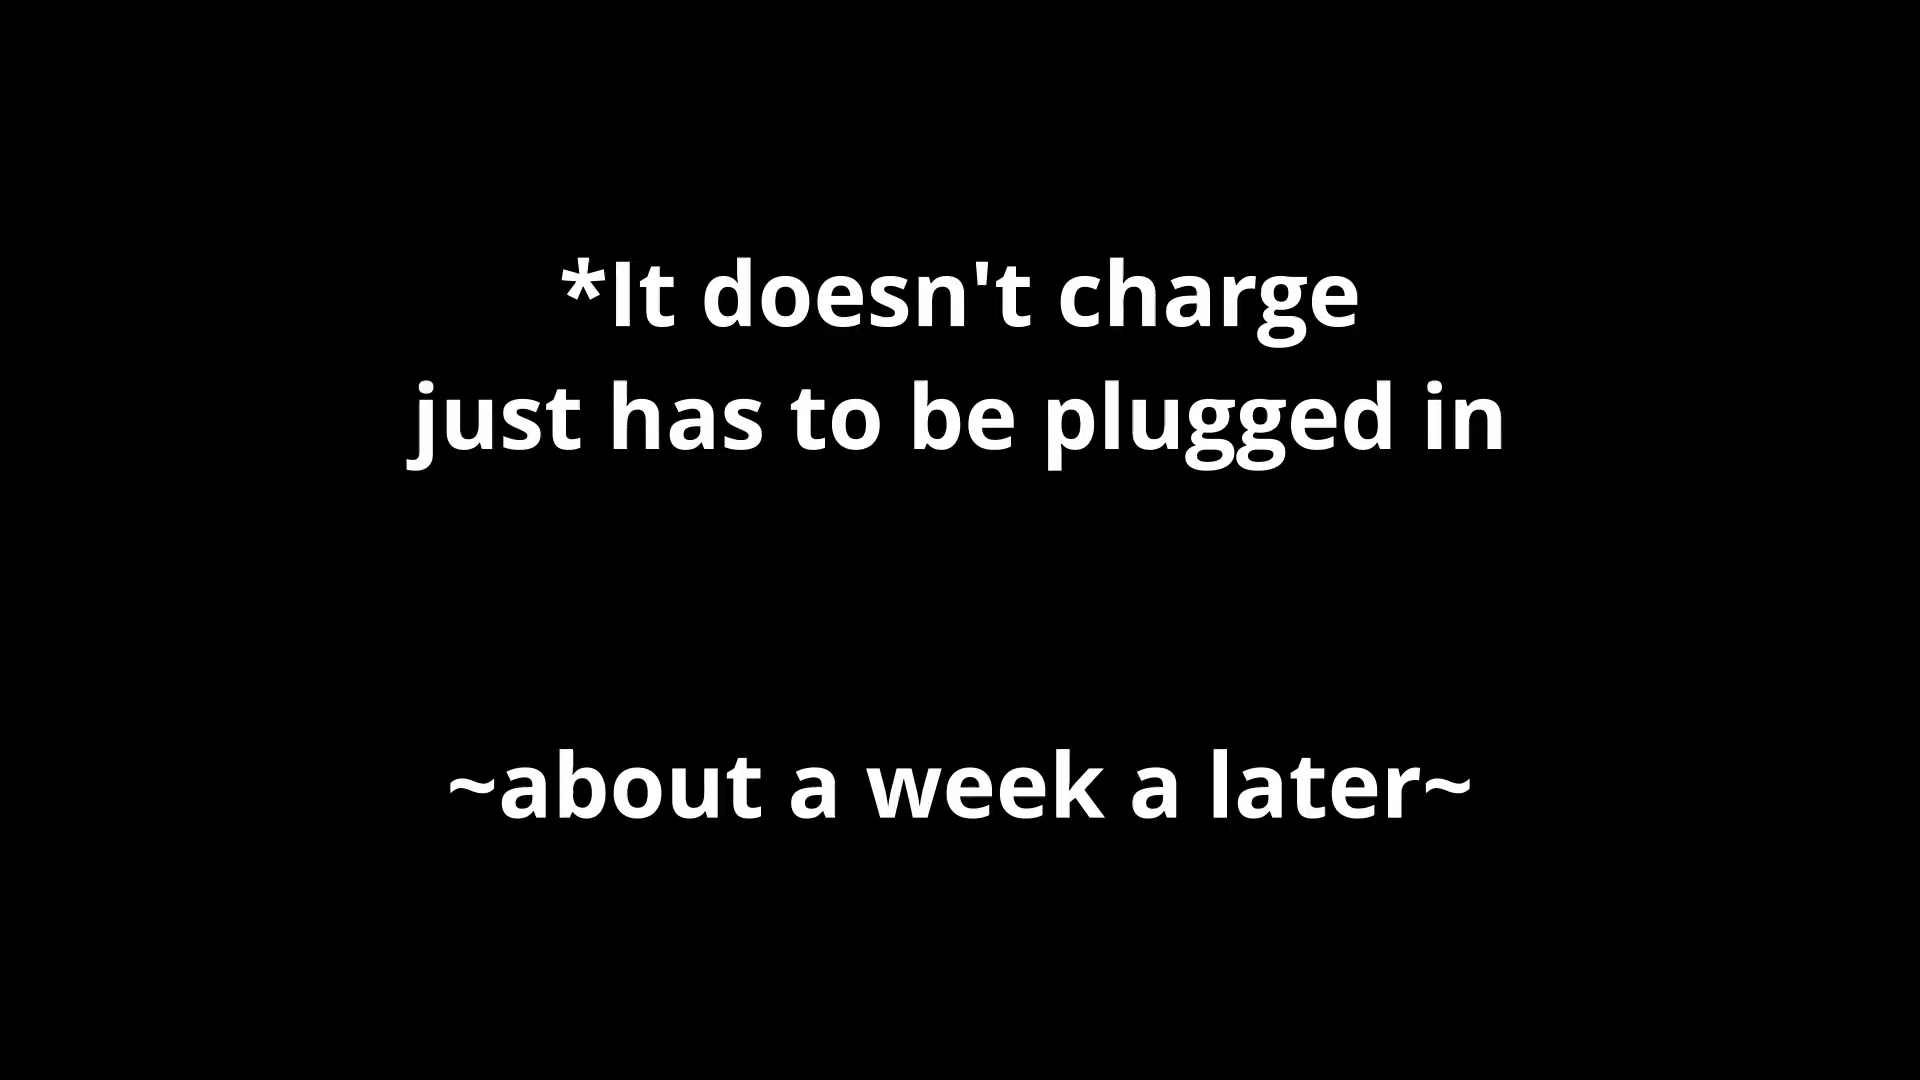 *It doesn't charge
just has to be plugged in
~about a week a later~